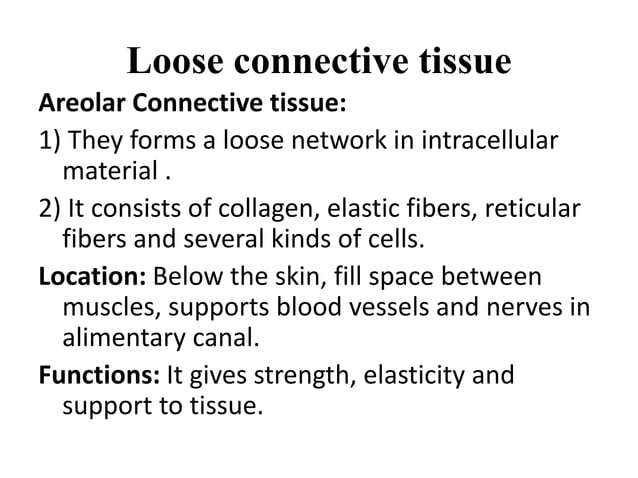 Loose connective tissue
Areolar Connective tissue:
1) They forms a loose network in intracellular
material .
2) It consists of collagen, elastic fibers, reticular
fibers and several kinds of cells.
Location: Below the skin, fill space between
muscles, supports blood vessels and nerves in
alimentary canal.
Functions: It gives strength, elasticity and
support to tissue.